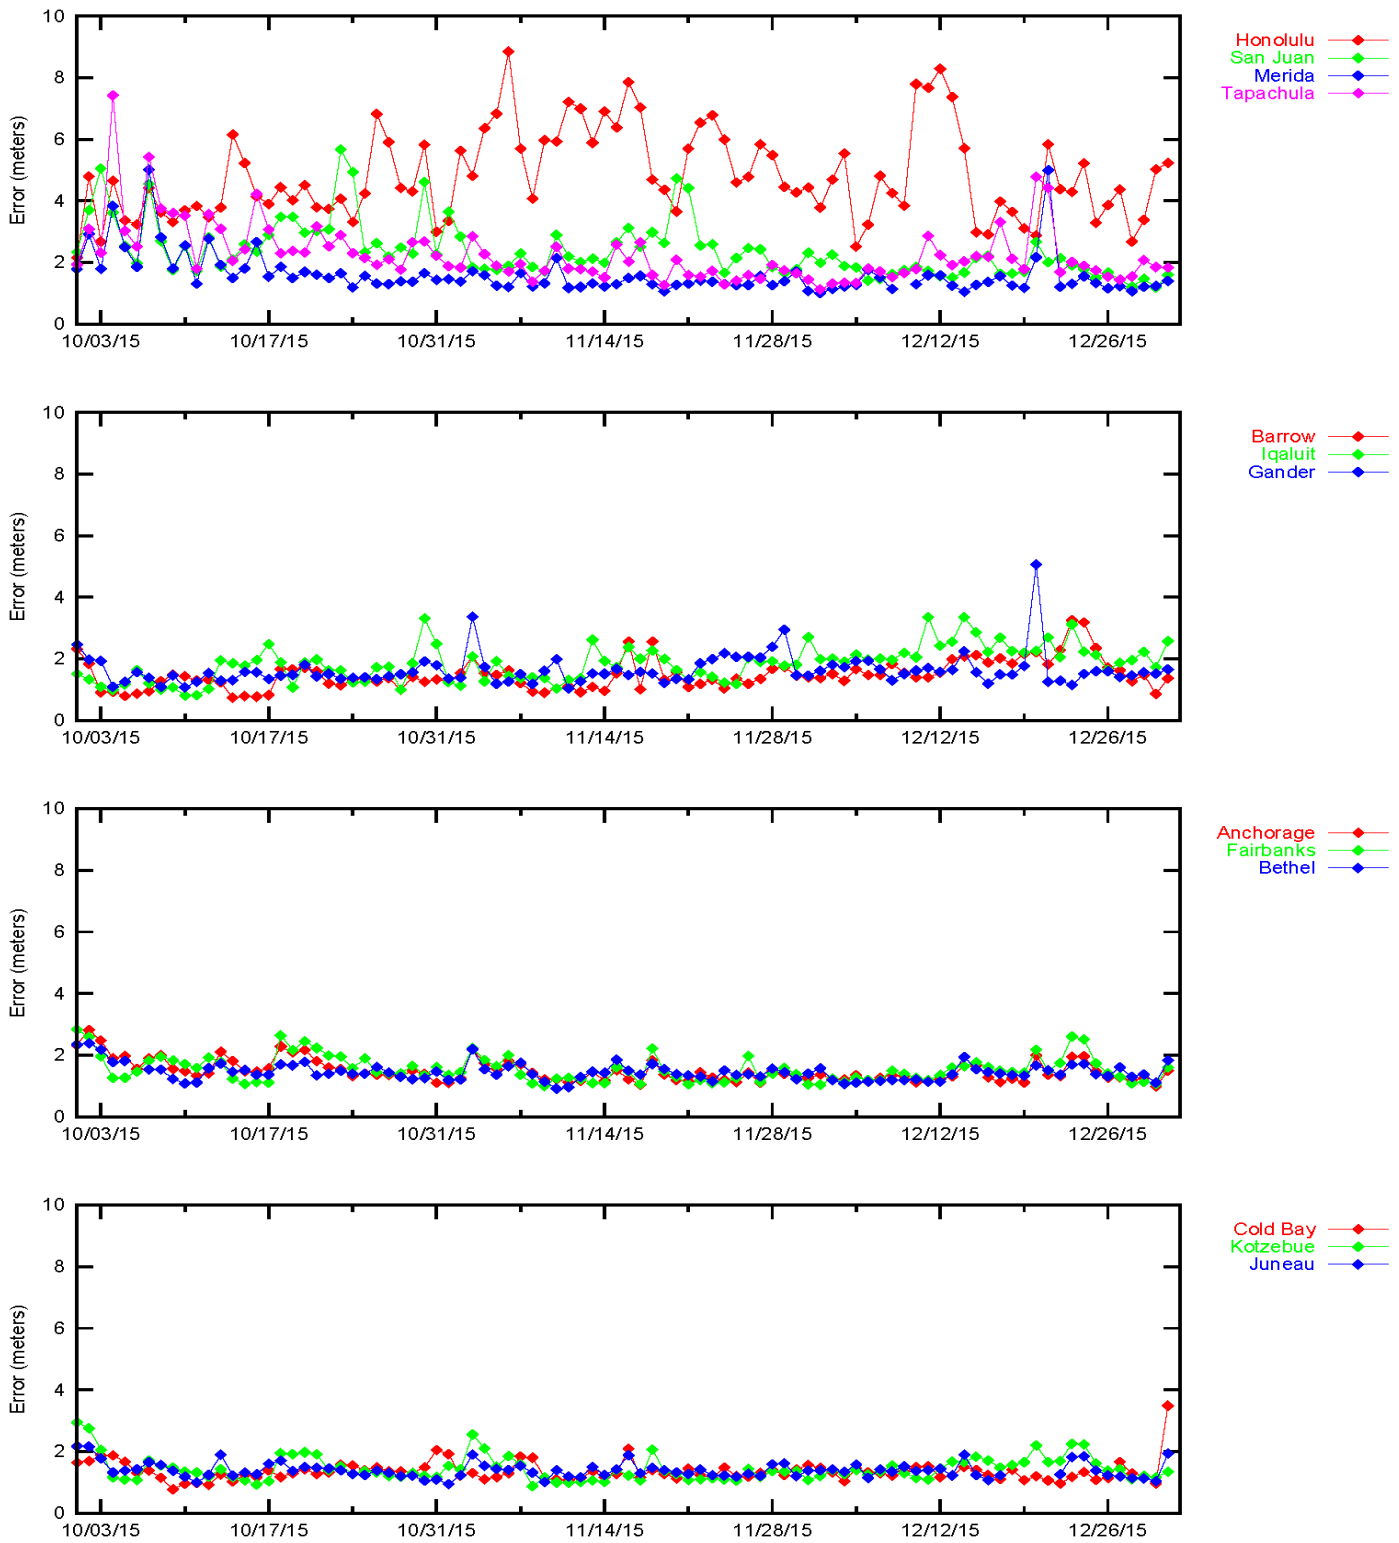 10
8
6
4
2
0
Error (meters)
10/03/15 10/17/15 10/31/15 11/14/15 11/28/15 12/12/15 12/26/15
Honolulu
San Juan
Merida
Tapachula
10
8
6
4
2
0
Error (meters)
10/03/15 10/17/15 10/31/15 11/14/15 11/28/15 12/12/15 12/26/15
Barrow
Iqaluit
Gander
10
8
6
4
2
0
Error (meters)
10/03/15 10/17/15 10/31/15 11/14/15 11/28/15 12/12/15 12/26/15
Anchorage
Fairbanks
Bethel
10
8
6
4
2
0
Error (meters)
10/03/15 10/17/15 10/31/15 11/14/15 11/28/15 12/12/15 12/26/15
Cold Bay
Kotzebue
Juneau